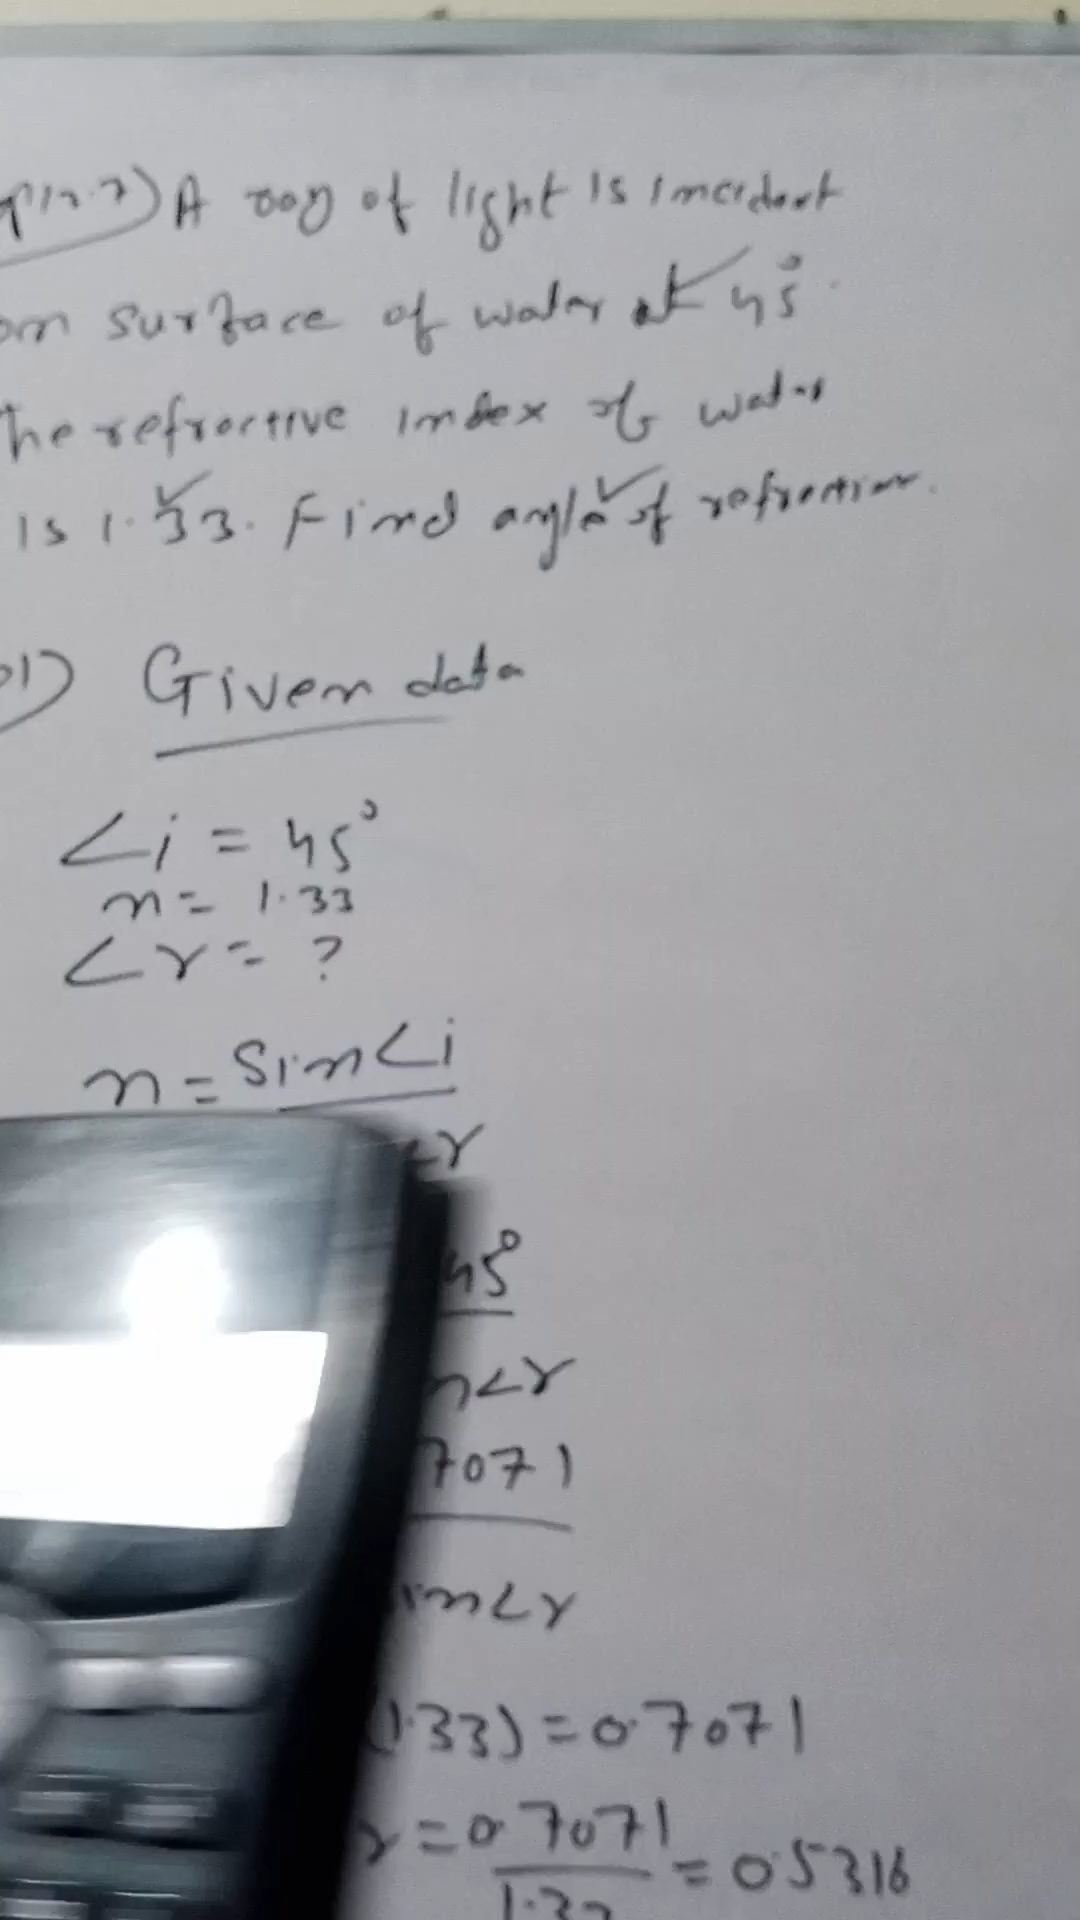 A ray of light is incident
on surface of water at 45°
The refractive index of water
is 1.33. Find angle of refraction.
Given data
∠i = 45°
n = 1.33
∠r = ?
n = Sin∠i
∠r
45°
n∠r
7071
in∠r
(1.33) = 0.7071
r = 0.7071 = 0.5316